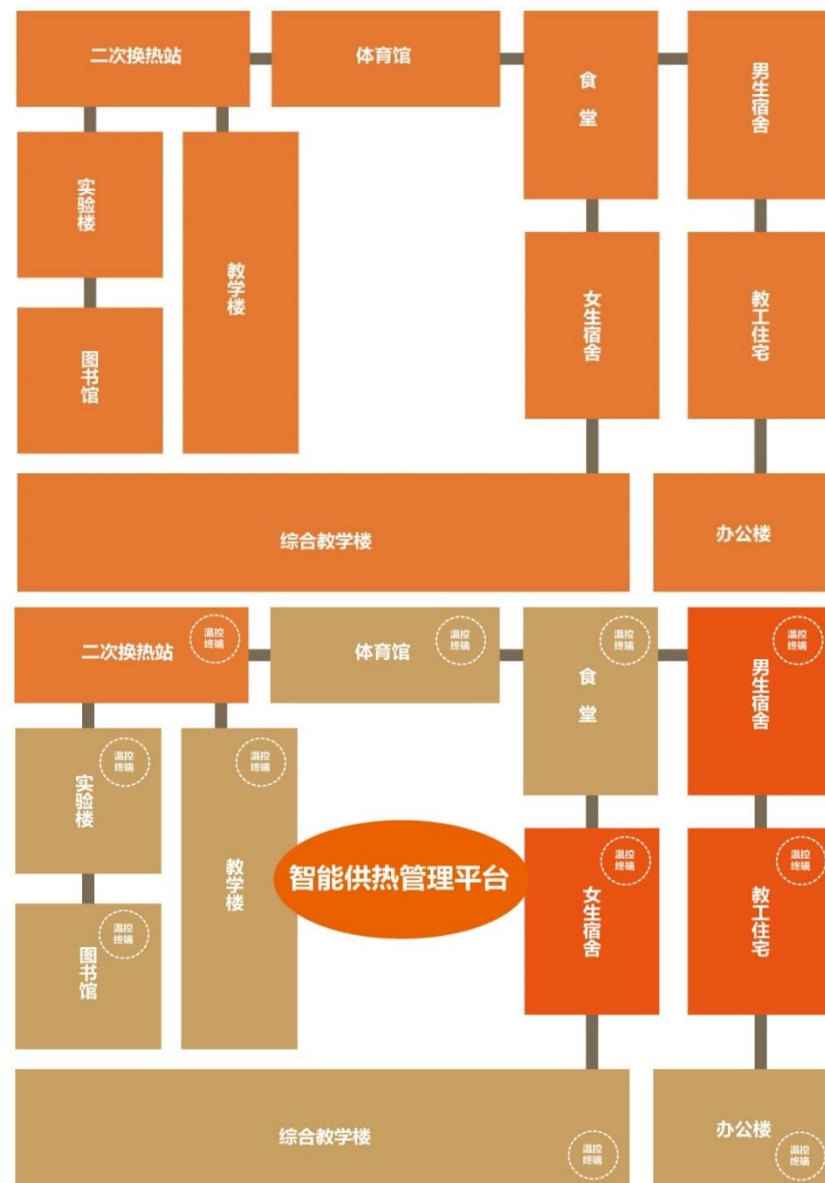 二次换热站
体育馆
食堂
男生宿舍
实验楼
教学楼
女生宿舍
教工住宅
图书馆
综合教学楼
办公楼
二次换热站
温控
终端
体育馆
温控
终端
食堂
温控
终端
男生宿舍
温控
终端
实验楼
温控
终端
教学楼
温控
终端
智能供热管理平台
女生宿舍
温控
终端
教工住宅
温控
终端
图书馆
温控
终端
综合教学楼
温控
终端
办公楼
温控
终端